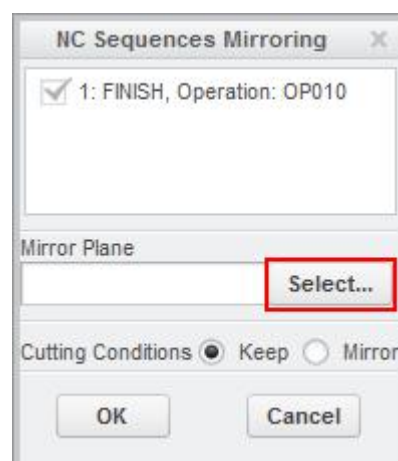 NC Sequences Mirroring
1: FINISH, Operation: OP010
Mirror Plane
Select...
Cutting Conditions Keep Mirror
OK Cancel